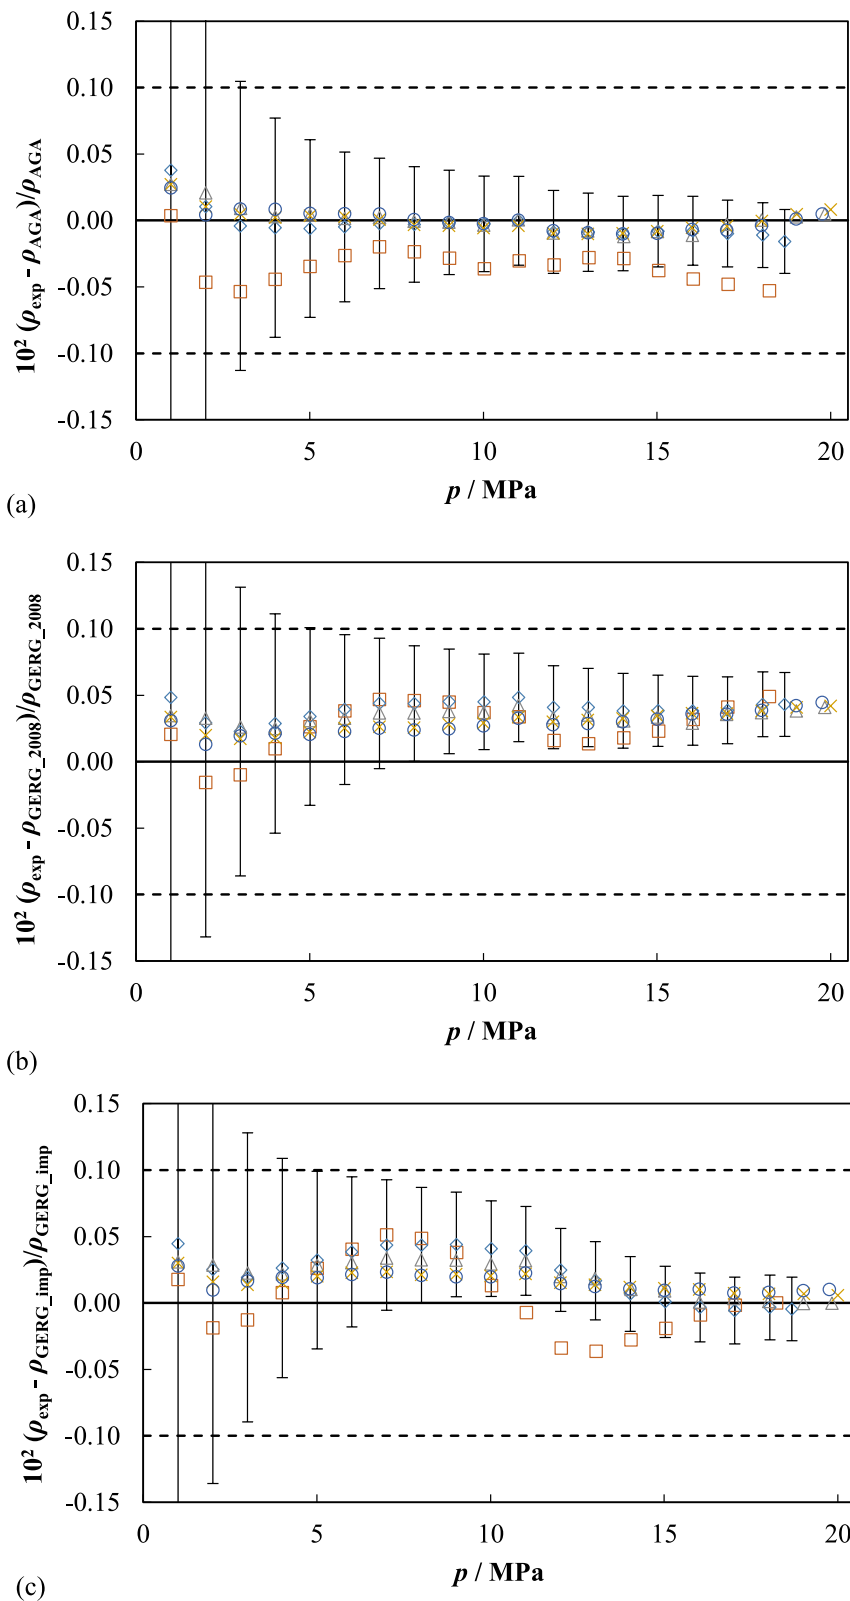 0.15
0.10
0.05
0.00
-0.05
-0.10
-0.15
10² (ρexp - ρAGA)/ρAGA
0 5 10 15 20
p / MPa
(a)
0.15
0.10
0.05
0.00
-0.05
-0.10
-0.15
10² (ρexp - ρGERG_2008)/ρGERG_2008
0 5 10 15 20
p / MPa
(b)
0.15
0.10
0.05
0.00
-0.05
-0.10
-0.15
10² (ρexp - ρGERG_imp)/ρGERG_imp
0 5 10 15 20
p / MPa
(c)